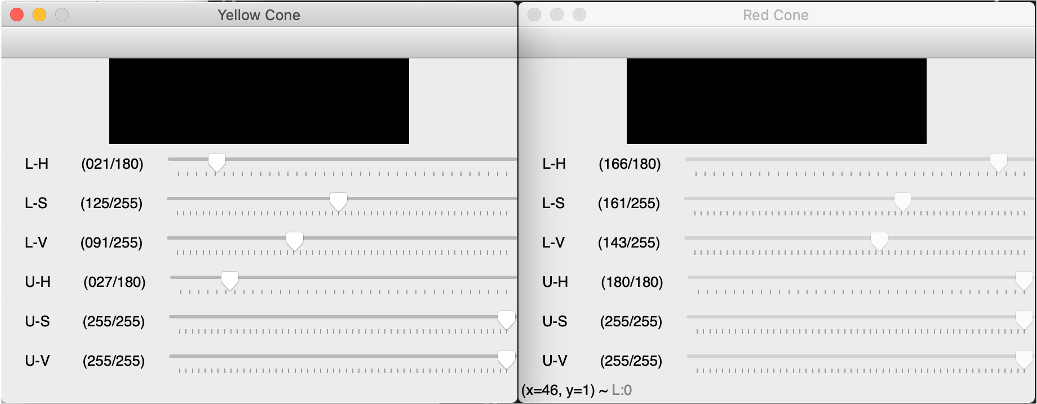 Yellow Cone
L-H (021/180)
L-S (125/255)
L-V (091/255)
U-H (027/180)
U-S (255/255)
U-V (255/255)
Red Cone
L-H (166/180)
L-S (161/255)
L-V (143/255)
U-H (180/180)
U-S (255/255)
U-V (255/255)
(x=46, y=1) ~ L:0